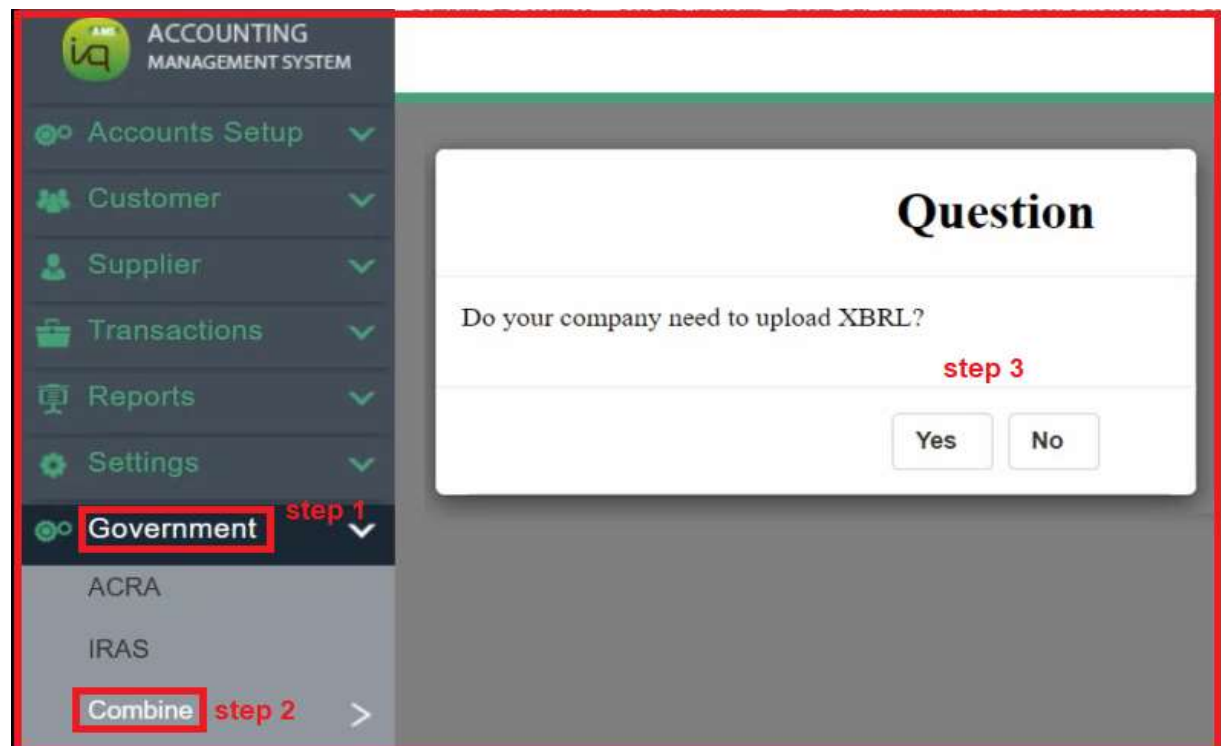 AMS
iq
ACCOUNTING
MANAGEMENT SYSTEM
Accounts Setup
Customer
Supplier
Transactions
Reports
Settings
Government
step 1
ACRA
IRAS
Combine
step 2
Question
Do your company need to upload XBRL?
step 3
Yes
No